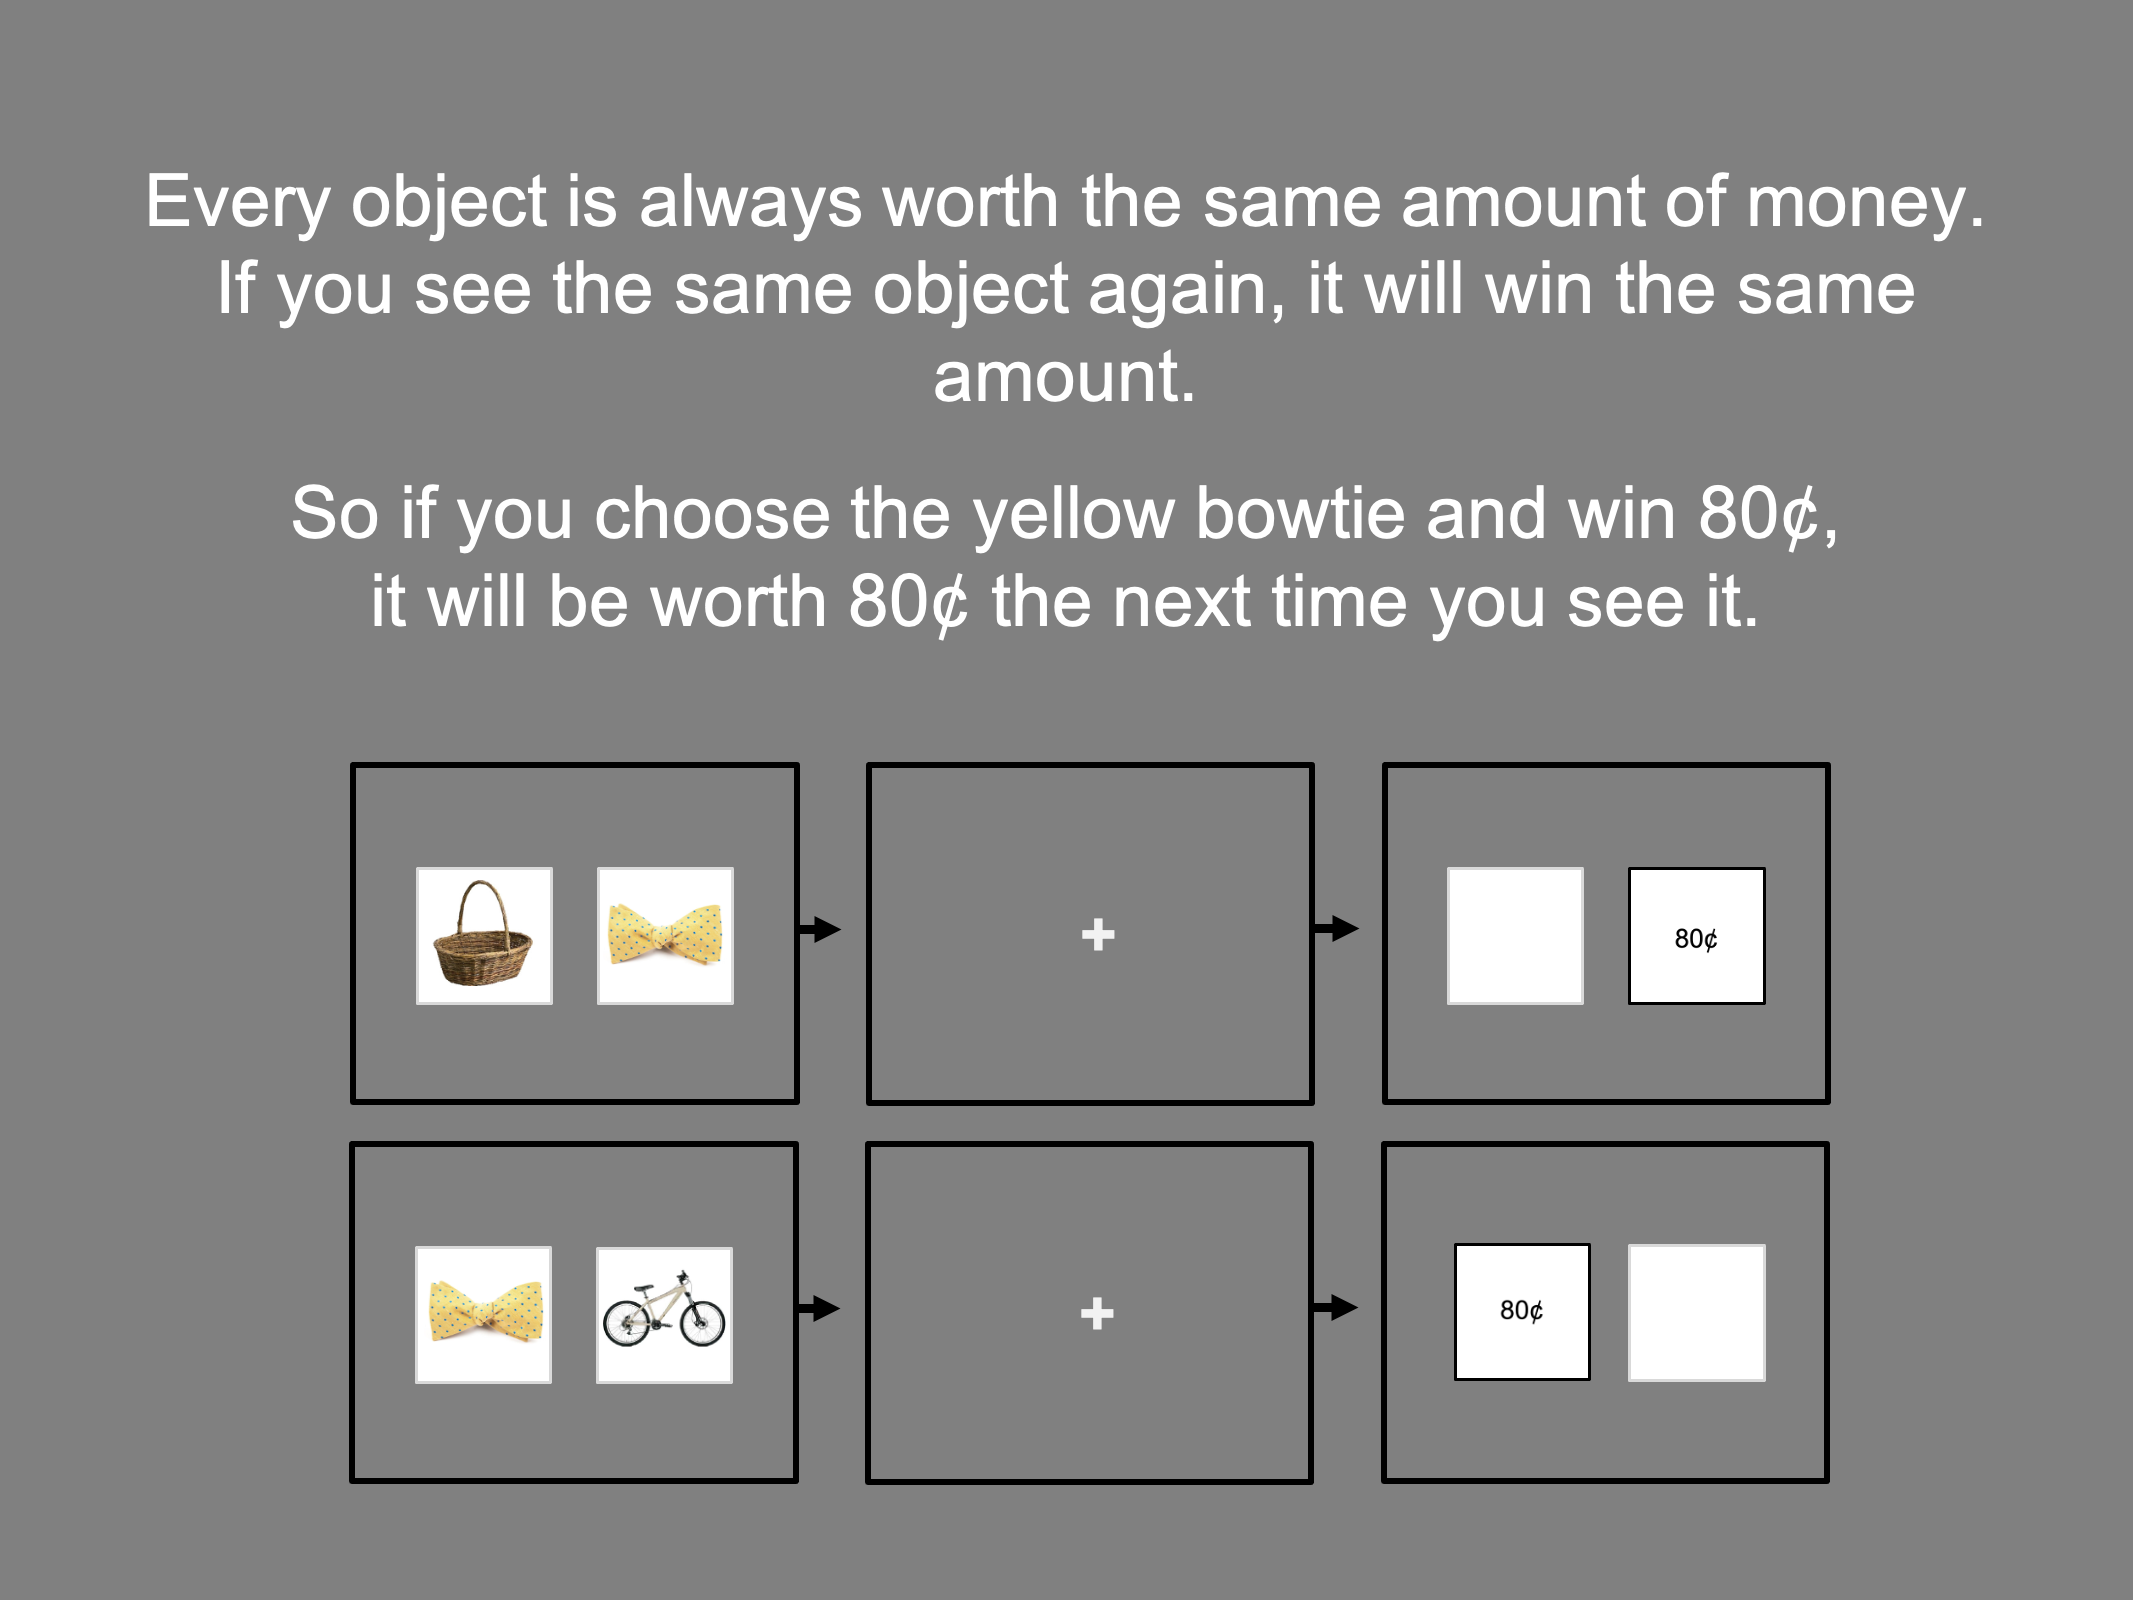 Every object is always worth the same amount of money.
If you see the same object again, it will win the same
amount.
So if you choose the yellow bowtie and win 80¢,
it will be worth 80¢ the next time you see it.
80¢
80¢